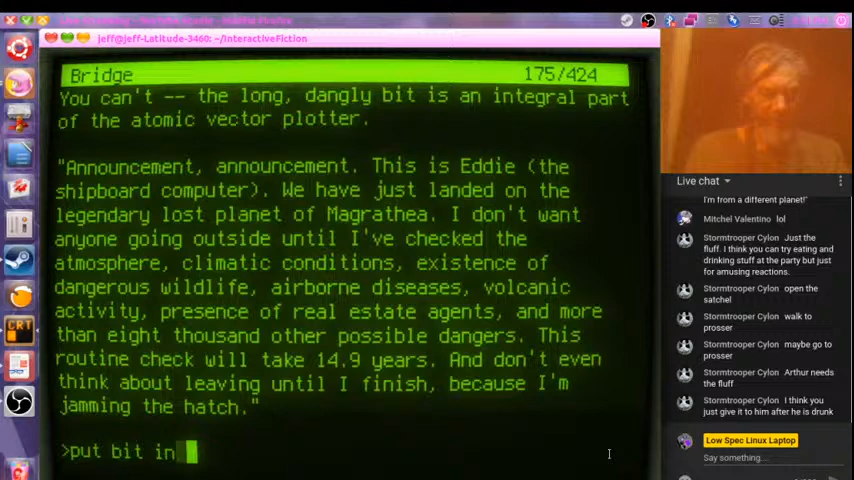 jeff@jeff-Latitude-3460: ~/InteractiveFiction
Bridge 175/424
You can't -- the long, dangly bit is an integral part
of the atomic vector plotter.
"Announcement, announcement. This is Eddie (the
shipboard computer). We have just landed on the
legendary lost planet of Magrathea. I don't want
anyone going outside until I've checked the
atmosphere, climatic conditions, existence of
dangerous wildlife, airborne diseases, volcanic
activity, presence of real estate agents, and more
than eight thousand other possible dangers. This
routine check will take 14.9 years. And don't even
think about leaving until I finish, because I'm
jamming the hatch."
>put bit in
CRT
Live chat
I'm from a different planet!"
Mitchel Valentino lol
Stormtrooper Cylon Just the
fluff. I think you can try eating and
drinking stuff at the party but just
for amusing reactions.
Stormtrooper Cylon open the
satchel
Stormtrooper Cylon walk to
prosser
Stormtrooper Cylon maybe go to
prosser
Stormtrooper Cylon Arthur needs
the fluff
Stormtrooper Cylon I think you
just give it to him after he is drunk
Low Spec Linux Laptop
Say something...